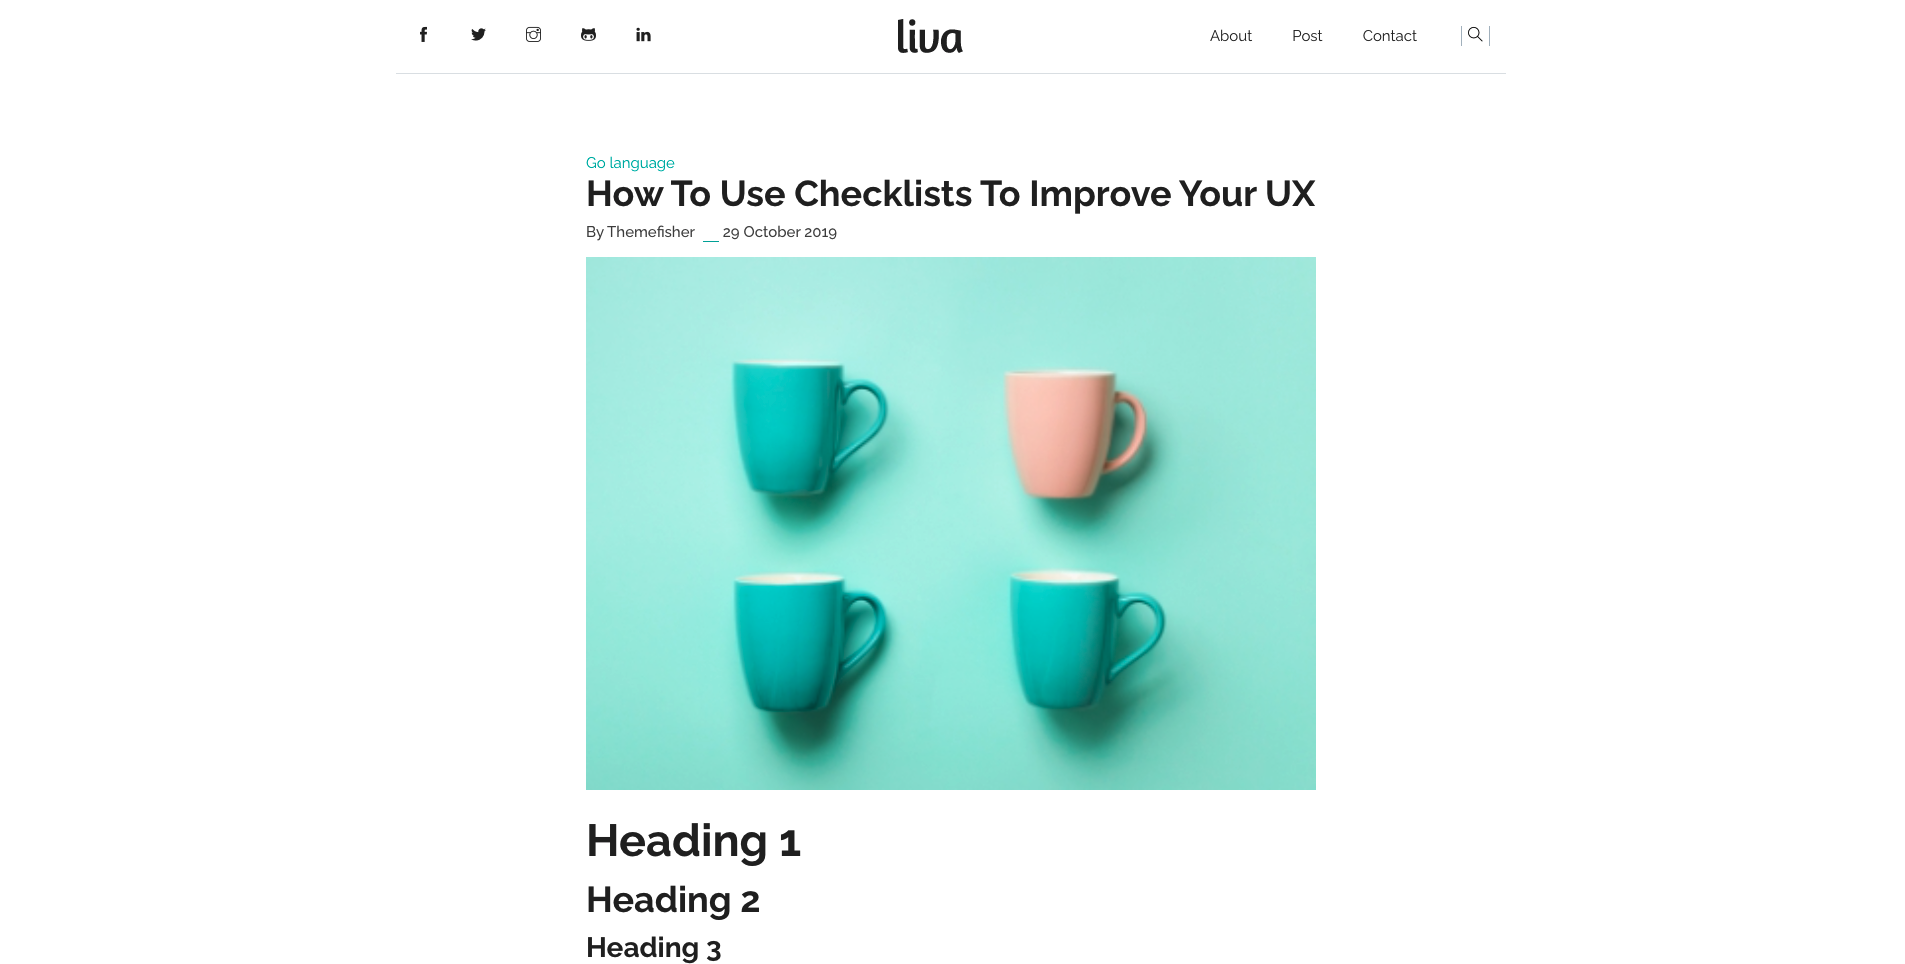 liva
About
Post
Contact
Go language
How To Use Checklists To Improve Your UX
By Themefisher
29 October 2019
Heading 1
Heading 2
Heading 3